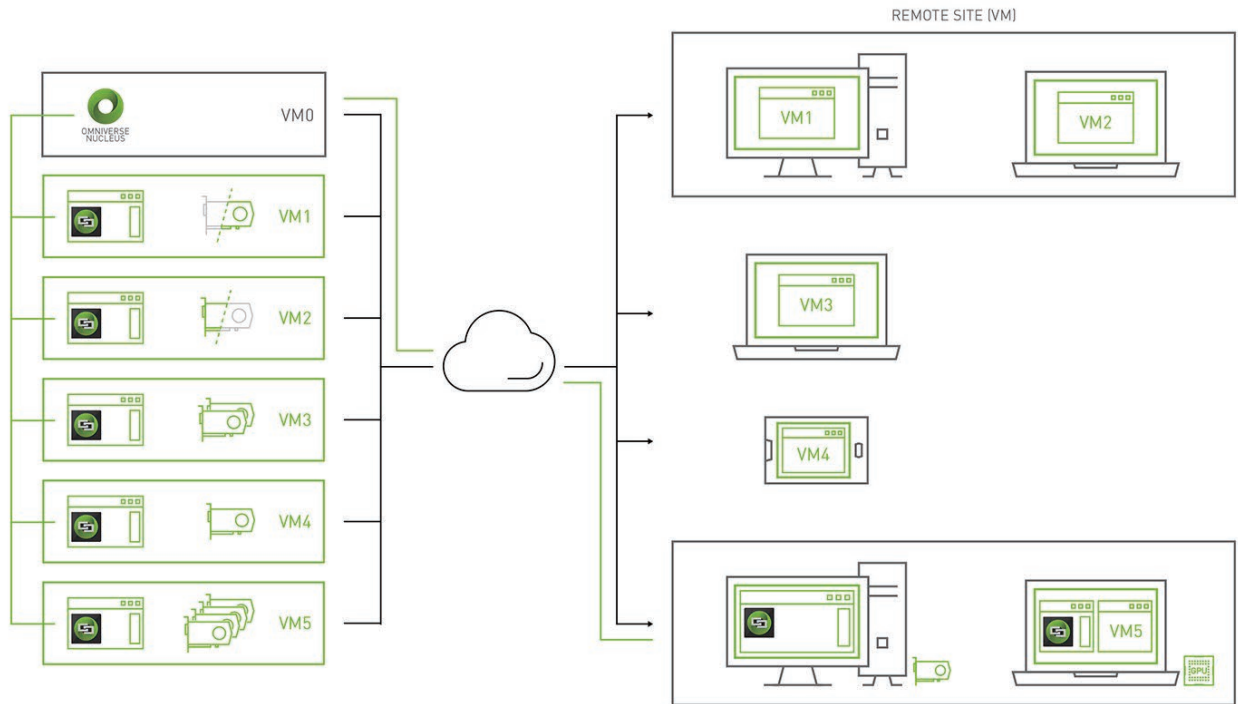 REMOTE SITE (VM)
OMNIVERSE
NUCLEUS
VM0
VM1
VM2
VM3
VM4
VM5
VM1
VM2
VM3
VM4
VM5
GPU